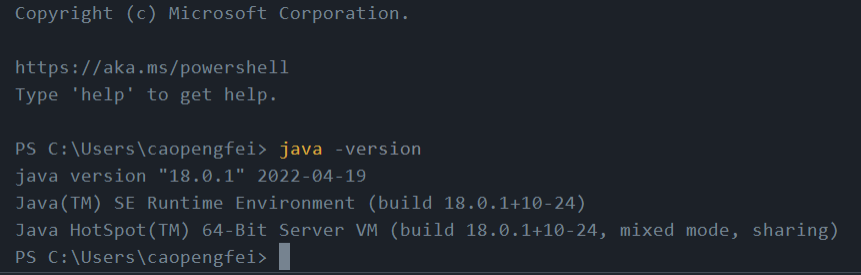 Copyright (c) Microsoft Corporation.
https://aka.ms/powershell
Type 'help' to get help.
PS C:\Users\caopengfei> java -version
java version "18.0.1" 2022-04-19
Java(TM) SE Runtime Environment (build 18.0.1+10-24)
Java HotSpot(TM) 64-Bit Server VM (build 18.0.1+10-24, mixed mode, sharing)
PS C:\Users\caopengfei>